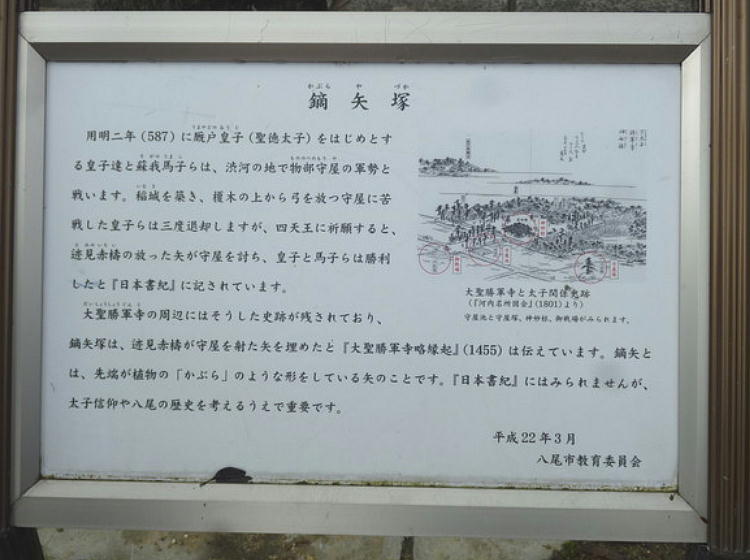 かぶら や づか
鏑矢塚
用明二年(587)に厩戸皇子(聖徳太子)をはじめとす
る皇子達と蘇我馬子らは、渋河の地で物部守屋の軍勢と
戦います。稲城を築き、榎木の上から弓を放つ守屋に苦
戦した皇子らは三度退却しますが、四天王に祈願すると、
迹見赤檮の放った矢が守屋を討ち、皇子と馬子らは勝利
したと『日本書紀』に記されています。
大聖勝軍寺の周辺にはそうした史跡が残されており、
鏑矢塚は、迹見赤檮が守屋を射た矢を埋めたと『大聖勝軍寺略縁起』(1455)は伝えています。鏑矢と
は、先端が植物の「かぶら」のような形をしている矢のことです。『日本書紀』にはみられませんが、
太子信仰や八尾の歴史を考えるうえで重要です。
大聖勝軍寺と太子関係史跡
(『河内名所図会』(1801)より)
守屋池と守屋塚、神妙椋、御戦場がみられます。
平成22年3月
八尾市教育委員会